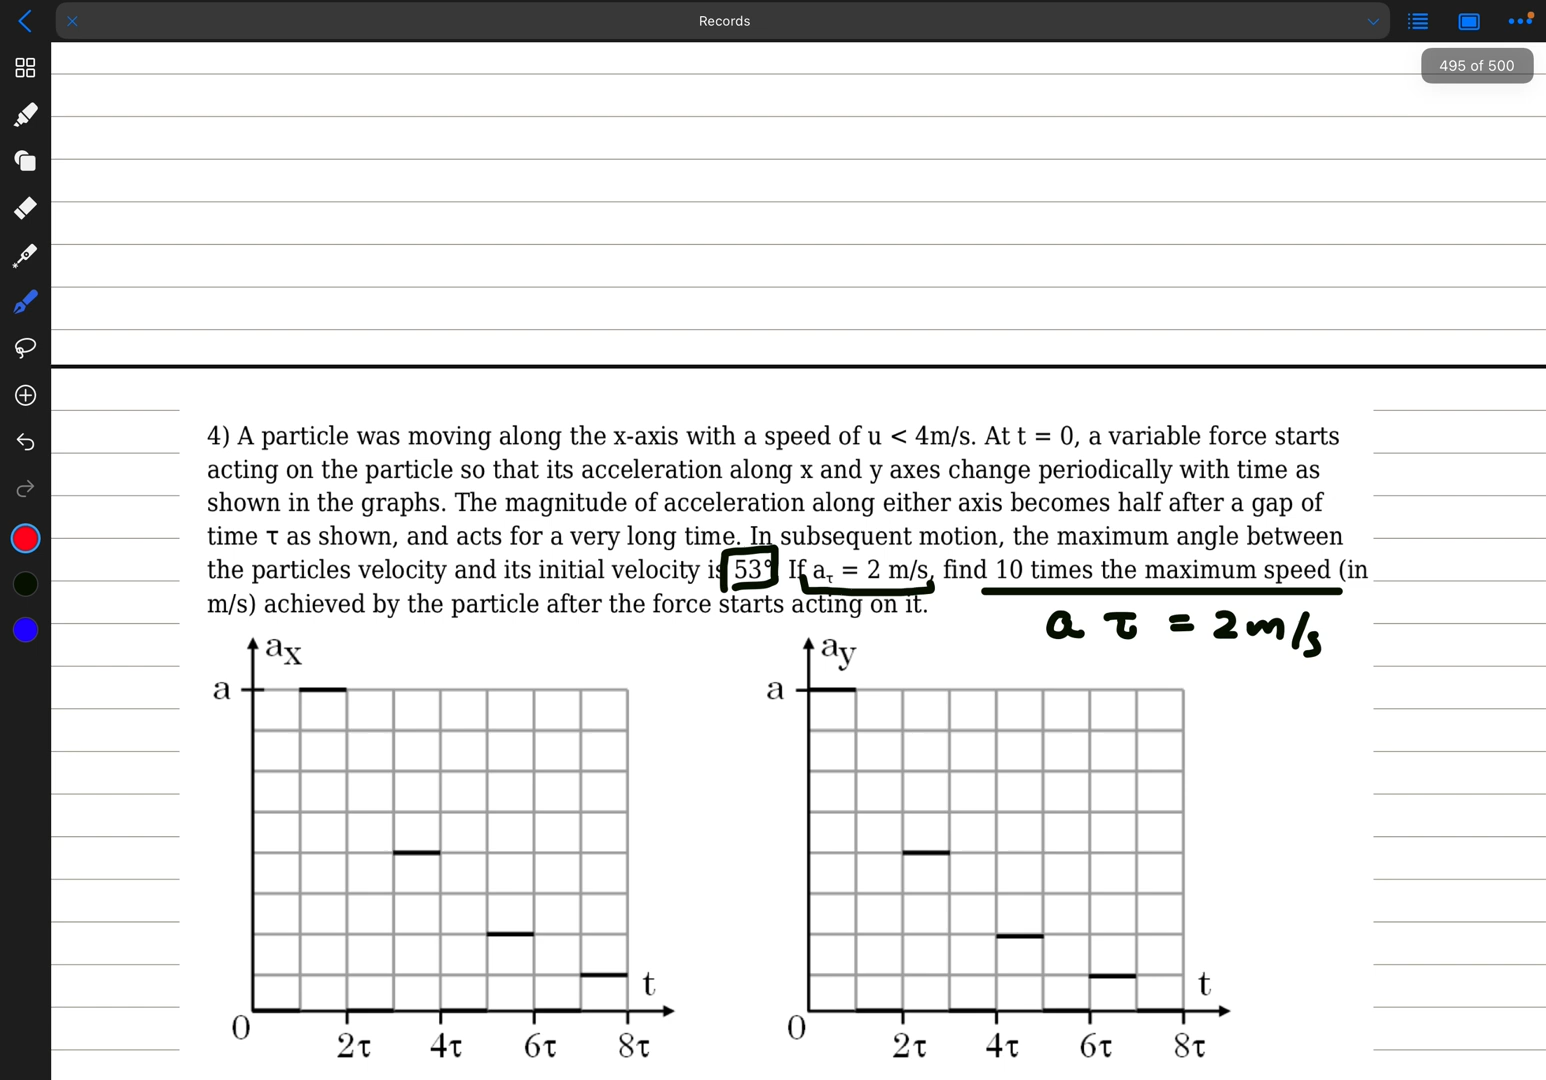 Records
495 of 500
4) A particle was moving along the x-axis with a speed of u < 4m/s. At t = 0, a variable force starts
acting on the particle so that its acceleration along x and y axes change periodically with time as
shown in the graphs. The magnitude of acceleration along either axis becomes half after a gap of
time τ as shown, and acts for a very long time. In subsequent motion, the maximum angle between
the particles velocity and its initial velocity is 53° If aτ = 2 m/s, find 10 times the maximum speed (in
m/s) achieved by the particle after the force starts acting on it.
a τ = 2m/s
ax
a
t
0
2τ 4τ 6τ 8τ
ay
a
t
0
2τ 4τ 6τ 8τ